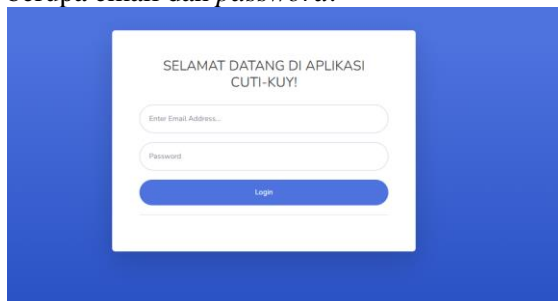 berupa email dan password.
SELAMAT DATANG DI APLIKASI
CUTI-KUY!
Enter Email Address...
Password
Login